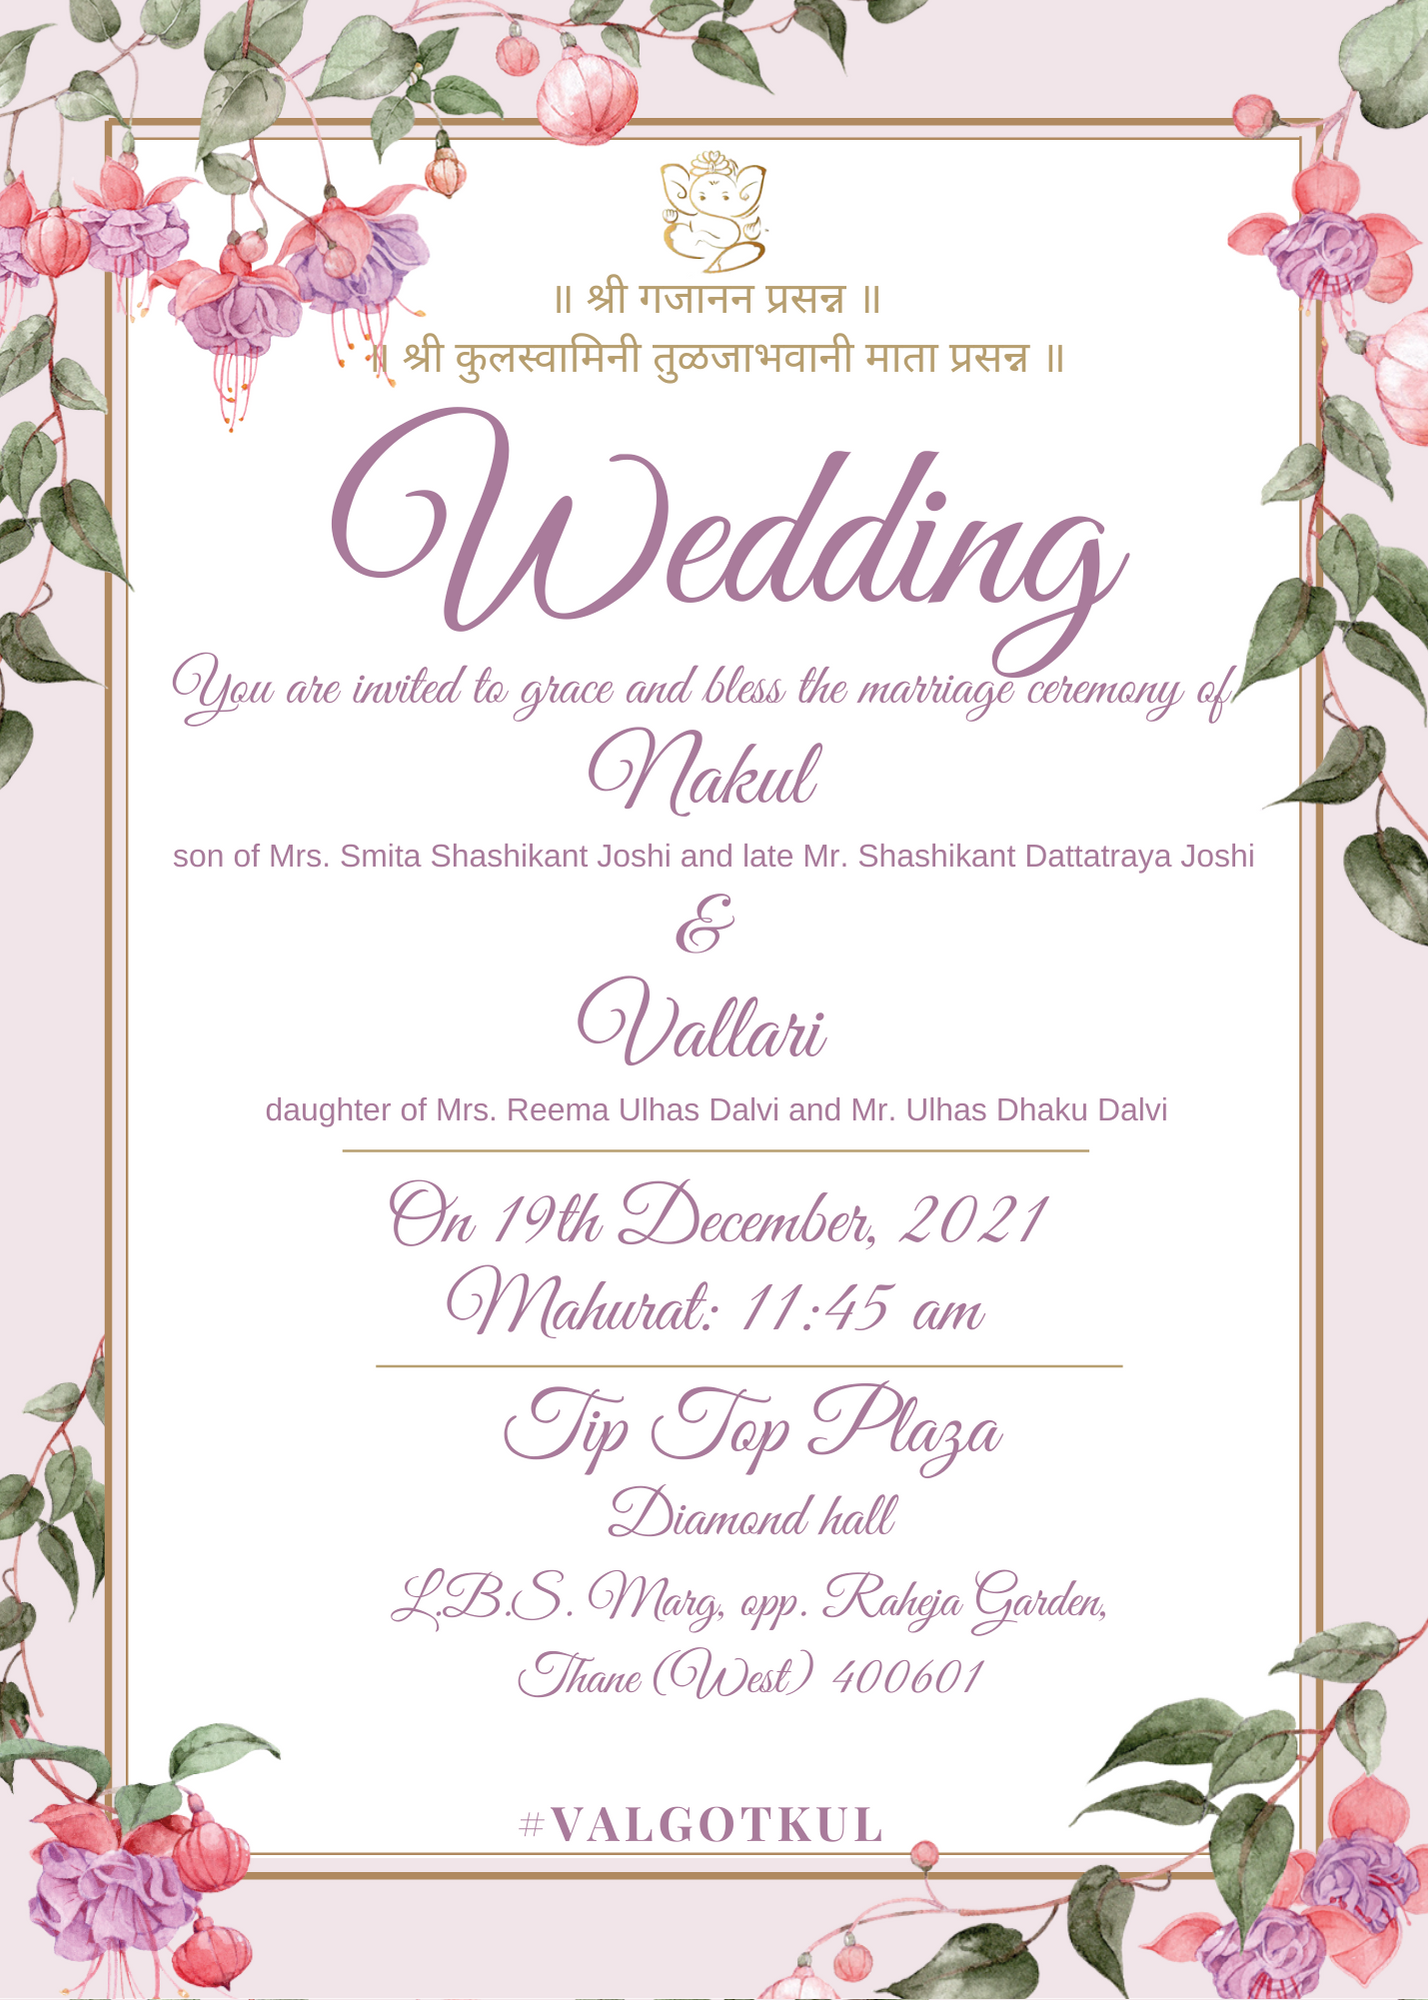 ॥ श्री गजानन प्रसन्न ॥
॥ श्री कुलस्वामिनी तुळजाभवानी माता प्रसन्न ॥
Wedding
You are invited to grace and bless the marriage ceremony of
Nakul
son of Mrs. Smita Shashikant Joshi and late Mr. Shashikant Dattatraya Joshi
&
Vallari
daughter of Mrs. Reema Ulhas Dalvi and Mr. Ulhas Dhaku Dalvi
On 19th December, 2021
Mahurat: 11:45 am
Tip Top Plaza
Diamond hall
L.B.S. Marg, opp. Raheja Garden,
Thane (West) 400601
#VALGOTKUL